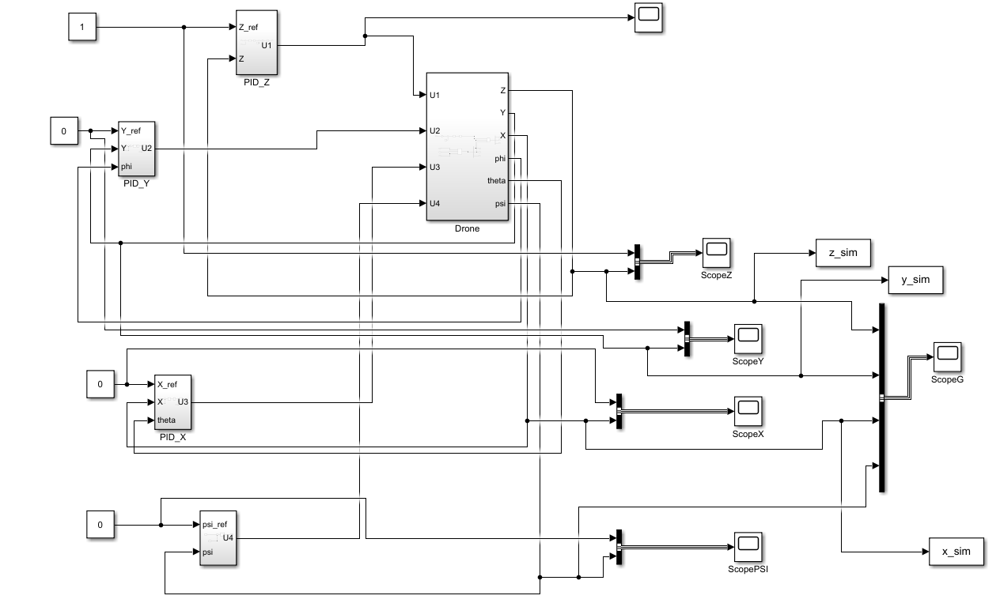 1
Z_ref
U1
Z
PID_Z
0
Y_ref
Y
U2
phi
PID_Y
U1
Z
Y
U2
X
phi
U3
theta
U4
psi
Drone
ScopeZ
z_sim
y_sim
ScopeY
ScopeG
0
X_ref
X
U3
theta
PID_X
ScopeX
0
psi_ref
U4
psi
ScopePSI
x_sim